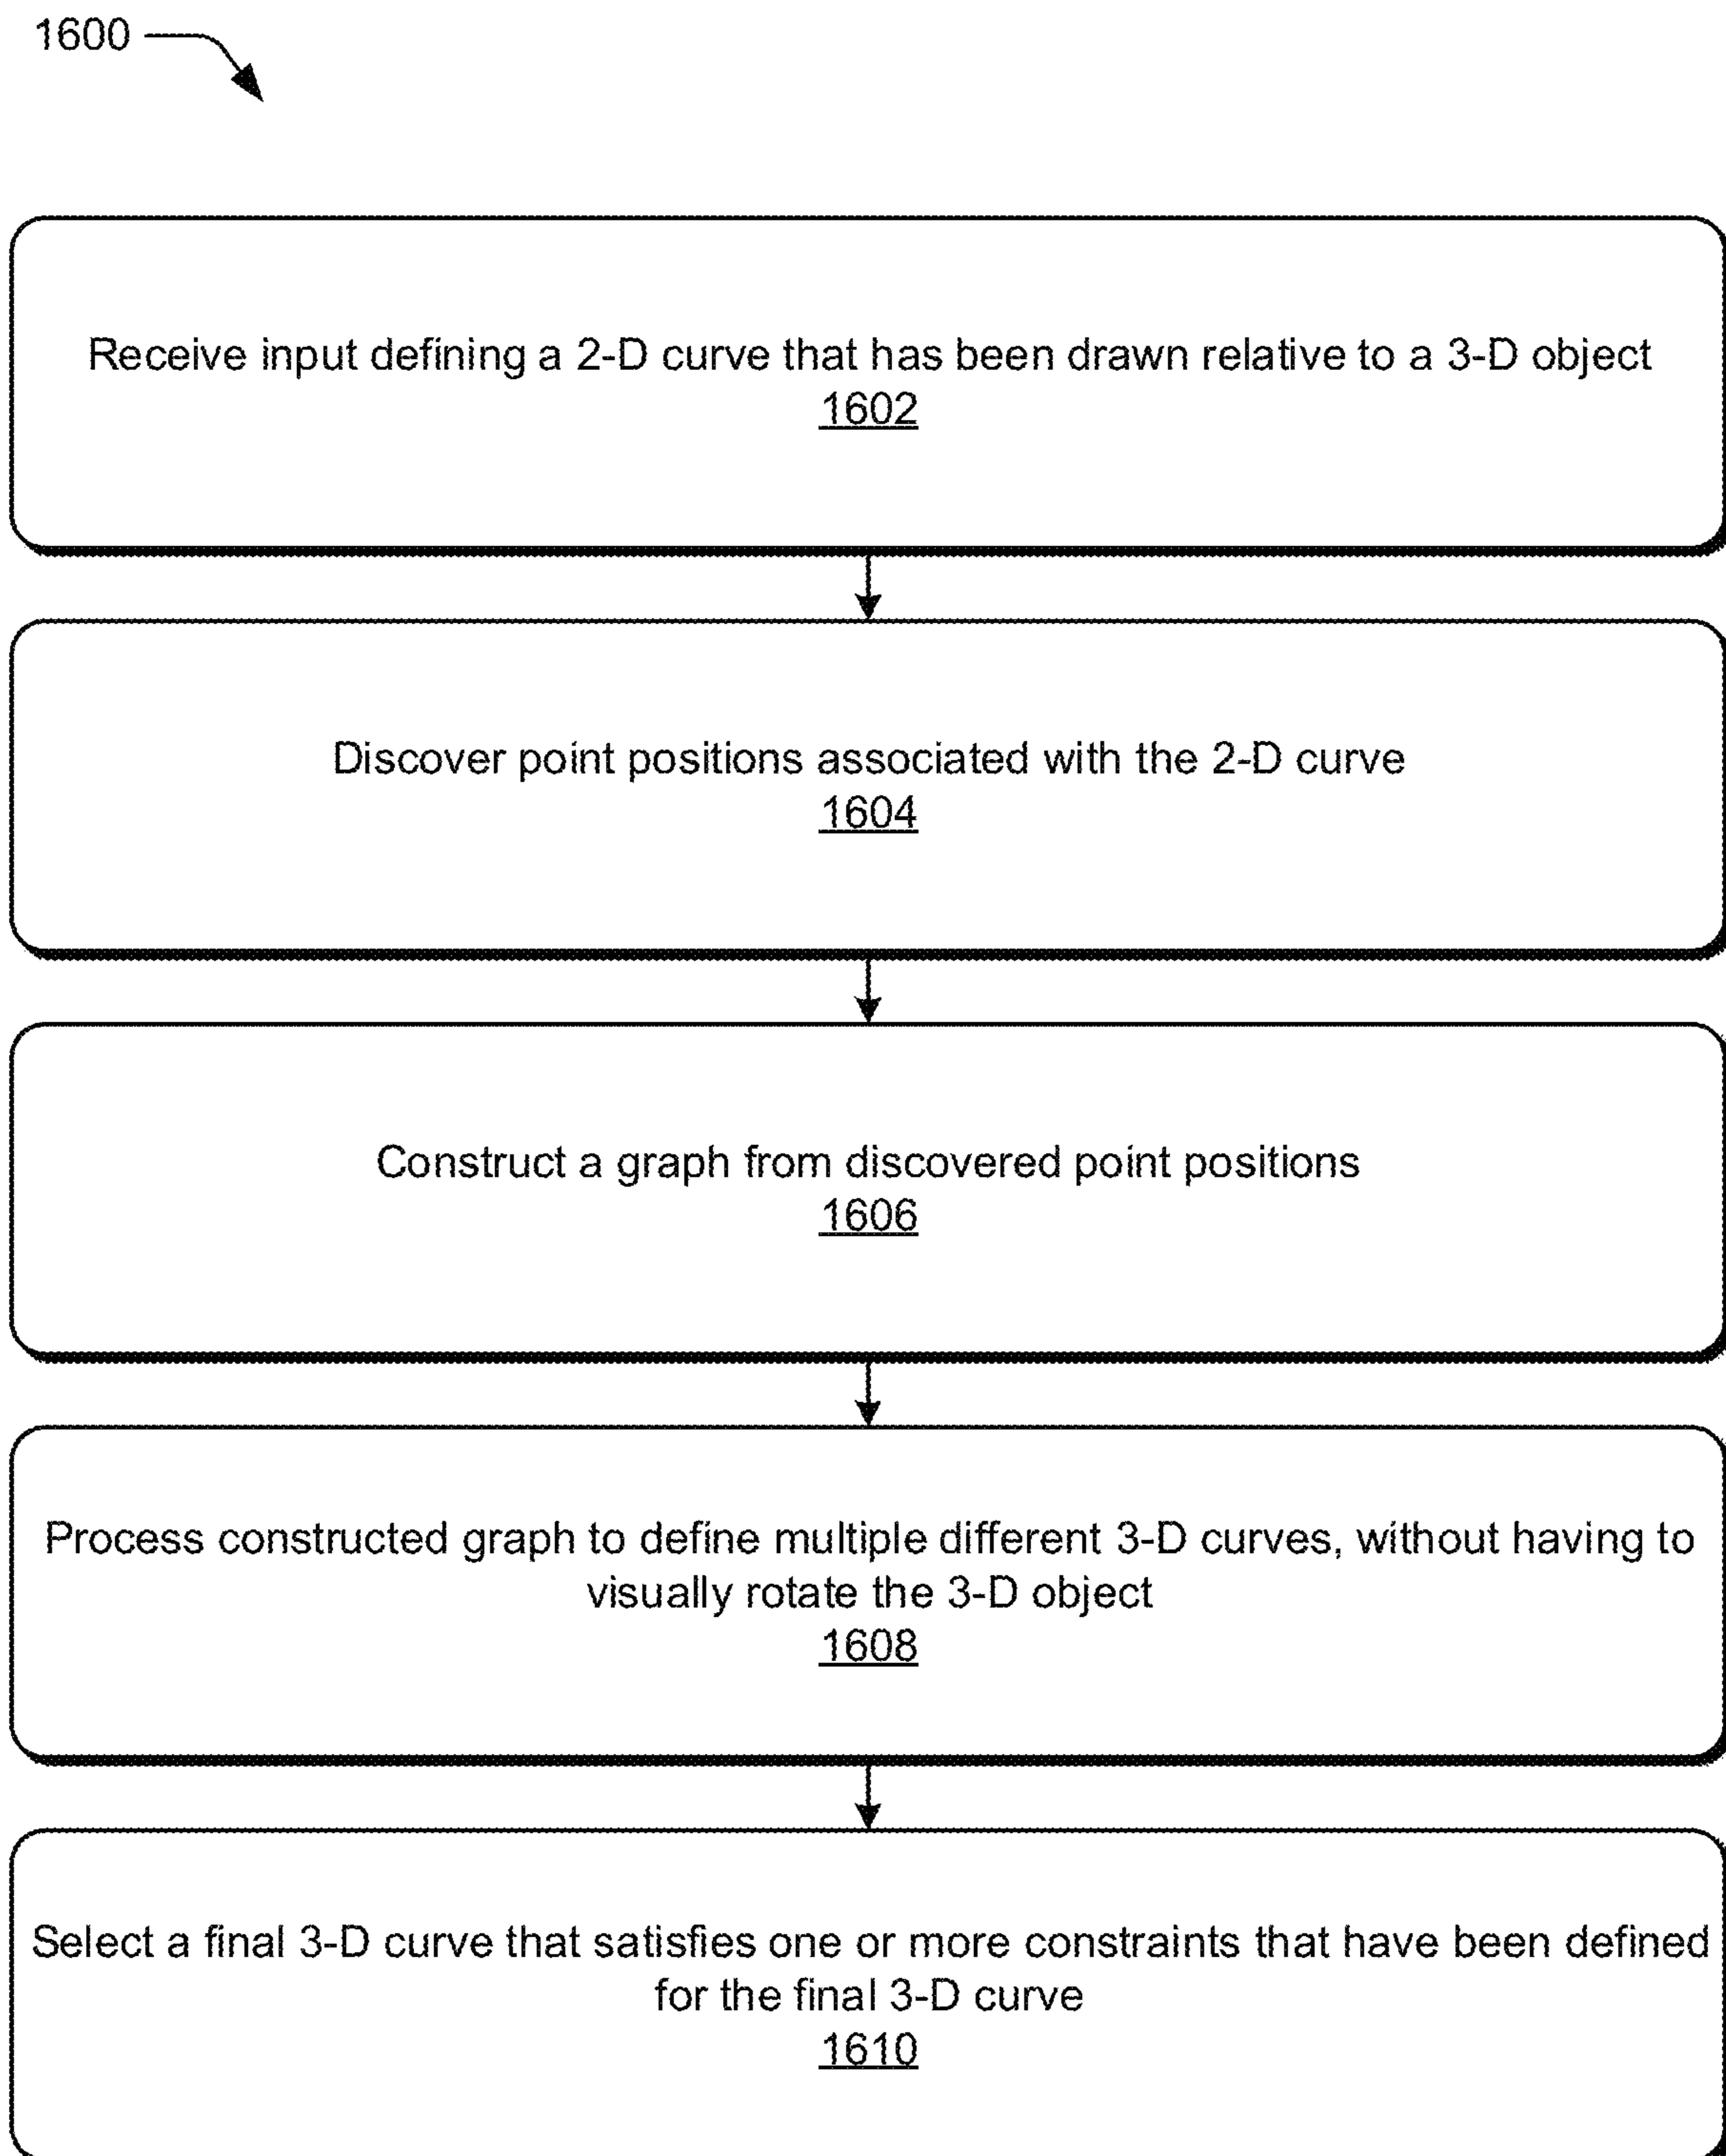 1600
Receive input defining a 2-D curve that has been drawn relative to a 3-D object
1602
Discover point positions associated with the 2-D curve
1604
Construct a graph from discovered point positions
1606
Process constructed graph to define multiple different 3-D curves, without having to
visually rotate the 3-D object
1608
Select a final 3-D curve that satisfies one or more constraints that have been defined
for the final 3-D curve
1610